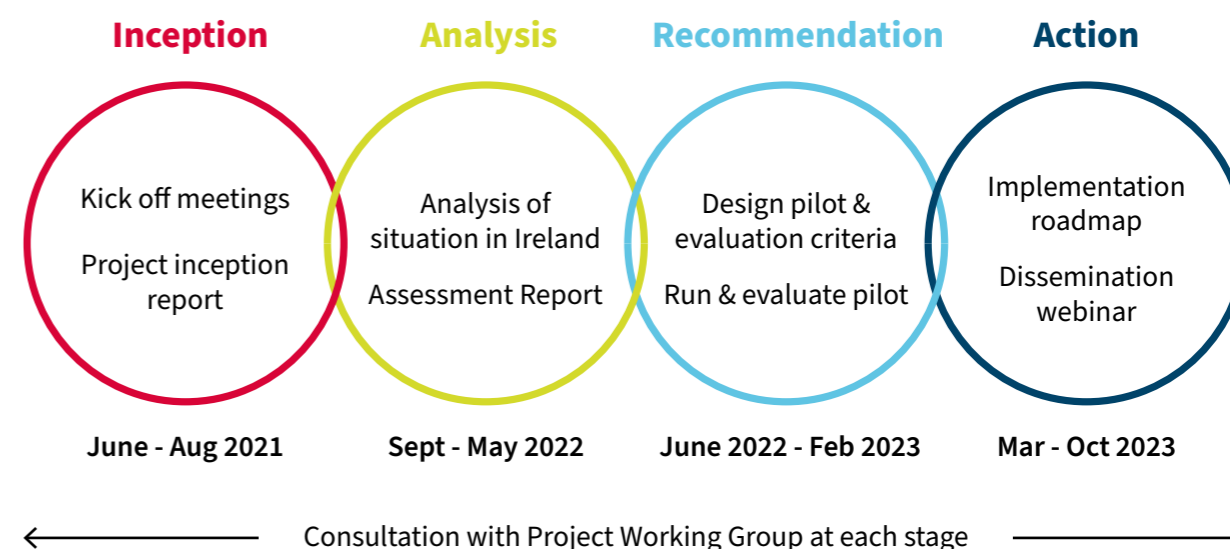 Inception
Analysis
Recommendation
Action
Kick off meetings
Project inception
report
Analysis of
situation in Ireland
Assessment Report
Design pilot &
evaluation criteria
Run & evaluate pilot
Implementation
roadmap
Dissemination
webinar
June - Aug 2021
Sept - May 2022
June 2022 - Feb 2023
Mar - Oct 2023
Consultation with Project Working Group at each stage